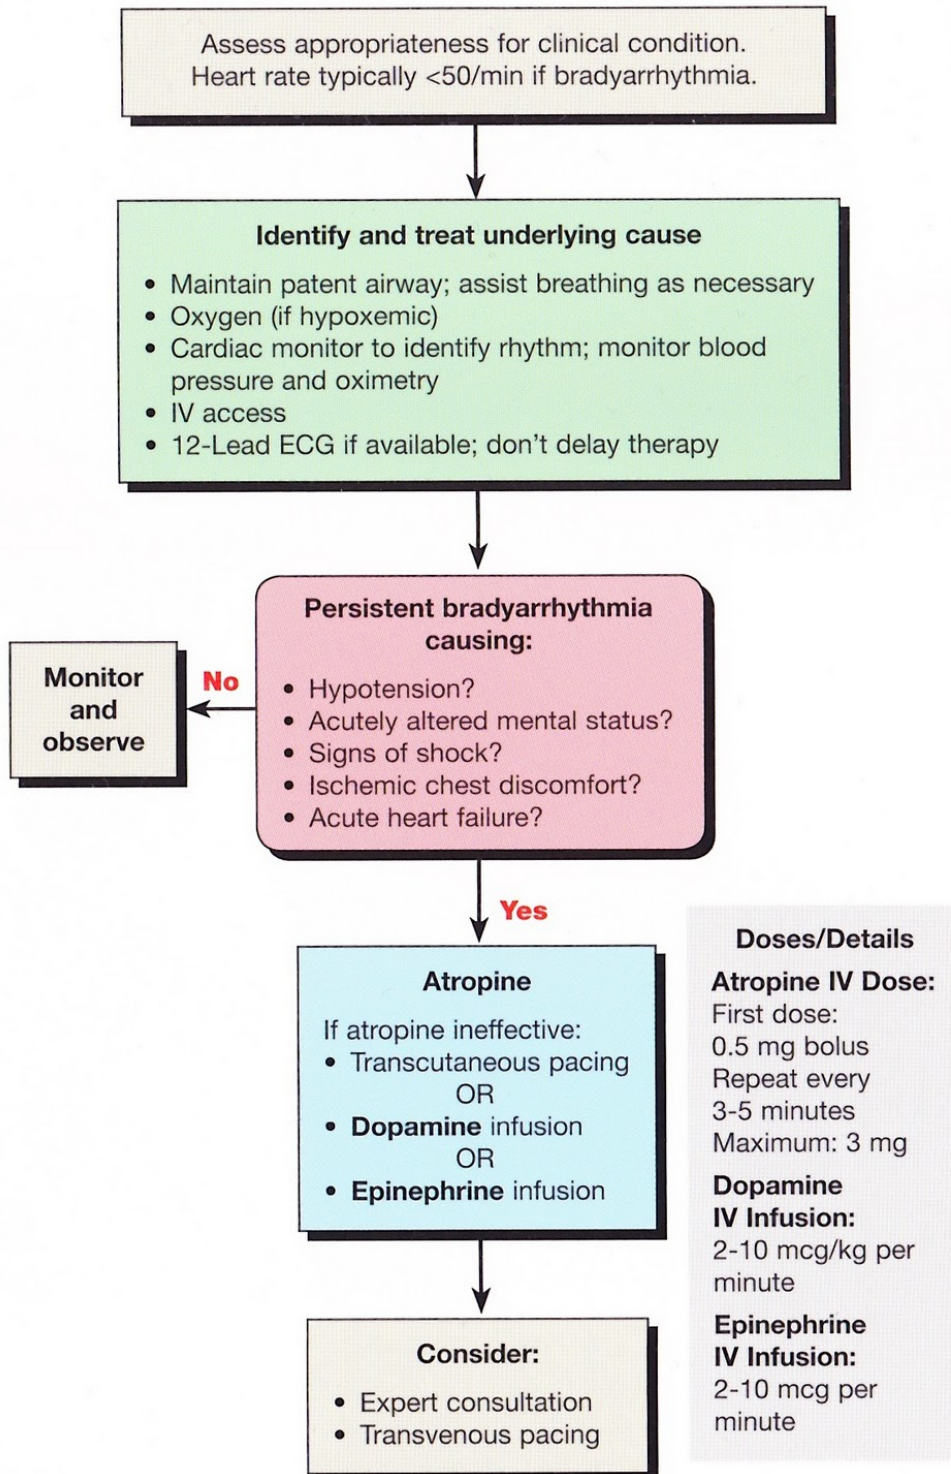 Assess appropriateness for clinical condition.
Heart rate typically <50/min if bradyarrhythmia.
Identify and treat underlying cause
• Maintain patent airway; assist breathing as necessary
• Oxygen (if hypoxemic)
• Cardiac monitor to identify rhythm; monitor blood
pressure and oximetry
• IV access
• 12-Lead ECG if available; don't delay therapy
Persistent bradyarrhythmia
causing:
• Hypotension?
• Acutely altered mental status?
• Signs of shock?
• Ischemic chest discomfort?
• Acute heart failure?
No
Monitor
and
observe
Yes
Atropine
If atropine ineffective:
• Transcutaneous pacing
OR
• Dopamine infusion
OR
• Epinephrine infusion
Doses/Details
Atropine IV Dose:
First dose:
0.5 mg bolus
Repeat every
3-5 minutes
Maximum: 3 mg
Dopamine
IV Infusion:
2-10 mcg/kg per
minute
Epinephrine
IV Infusion:
2-10 mcg per
minute
Consider:
• Expert consultation
• Transvenous pacing